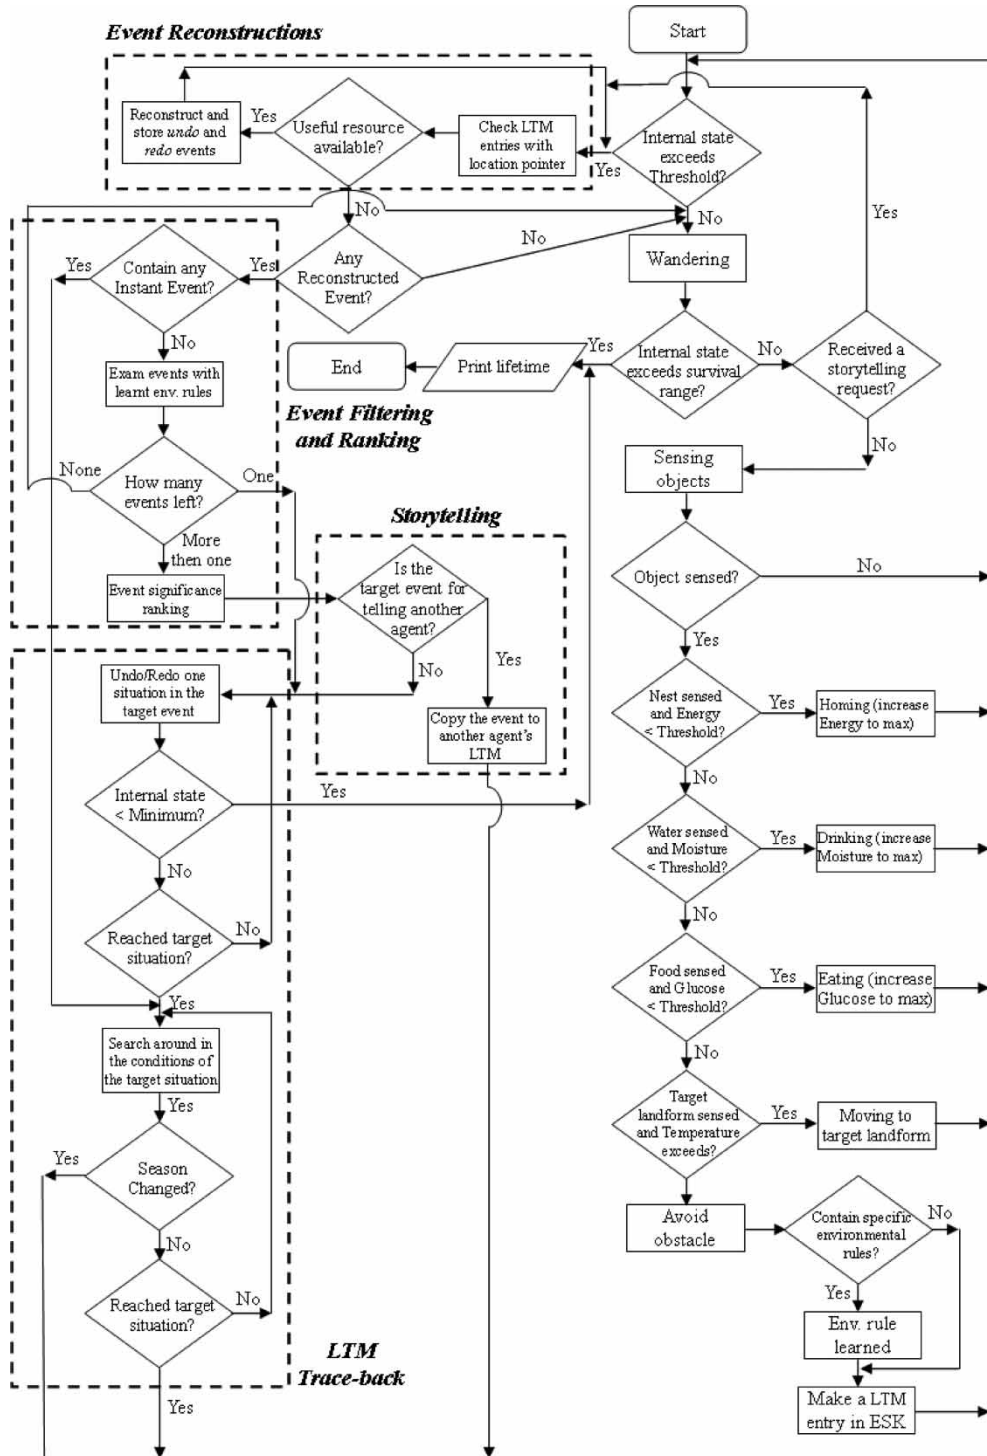 Event Reconstructions
Start
Reconstruct and
store undo and
redo events
Yes
Useful resource
available?
Check LTM
entries with
location pointer
Yes
Internal state
exceeds
Threshold?
No
No
No
Yes
Yes
Contain any
Instant Event?
Yes
Any
Reconstructed
Event?
Wandering
No
Exam events with
learnt env. rules
End
Print lifetime
Yes
Internal state
exceeds survival
range?
No
Received a
storytelling
request?
Event Filtering
and Ranking
No
None
How many
events left?
One
Sensing
objects
More
then one
Storytelling
Event significance
ranking
Is the
target event for
telling another
agent?
Object sensed?
No
Yes
No
Yes
Undo/Redo one
situation in the
target event
Copy the event to
another agent's
LTM
Nest sensed
and Energy
< Threshold?
Yes
Homing (increase
Energy to max)
No
Internal state
< Minimum?
Yes
Water sensed
and Moisture
< Threshold?
Yes
Drinking (increase
Moisture to max)
No
No
Reached target
situation?
No
Food sensed
and Glucose
< Threshold?
Yes
Eating (increase
Glucose to max)
Yes
No
Search around in
the conditions of
the target situation
Yes
Target
landform sensed
and Temperature
exceeds?
Yes
Moving to
target landform
Yes
Season
Changed?
No
Avoid
obstacle
Contain specific
environmental
rules?
No
Yes
Reached target
situation?
No
Env. rule
learned
LTM
Trace-back
Yes
Make a LTM
entry in ESK